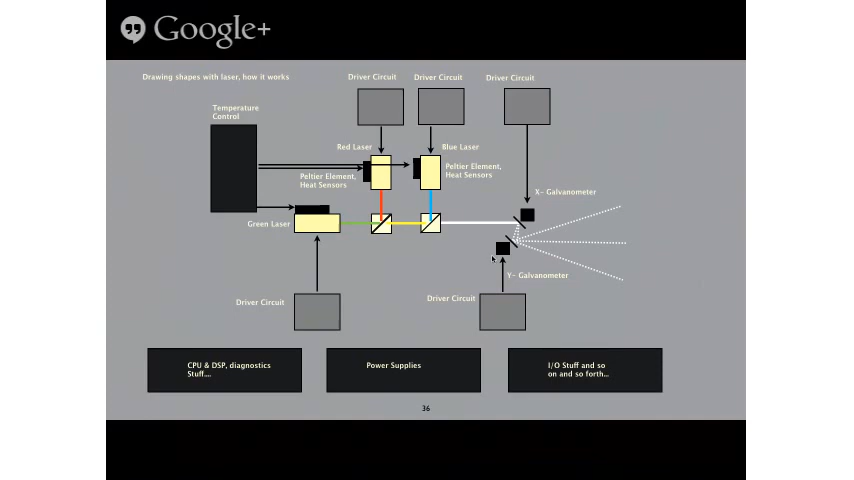 Google+
Drawing shapes with laser, how it works
Driver Circuit
Driver Circuit
Driver Circuit
Temperature
Control
Red Laser
Blue Laser
Peltier Element,
Heat Sensors
Peltier Element,
Heat Sensors
X- Galvanometer
Green Laser
Y- Galvanometer
Driver Circuit
Driver Circuit
CPU & DSP, diagnostics
Stuff....
Power Supplies
I/O Stuff and so
on and so forth...
36